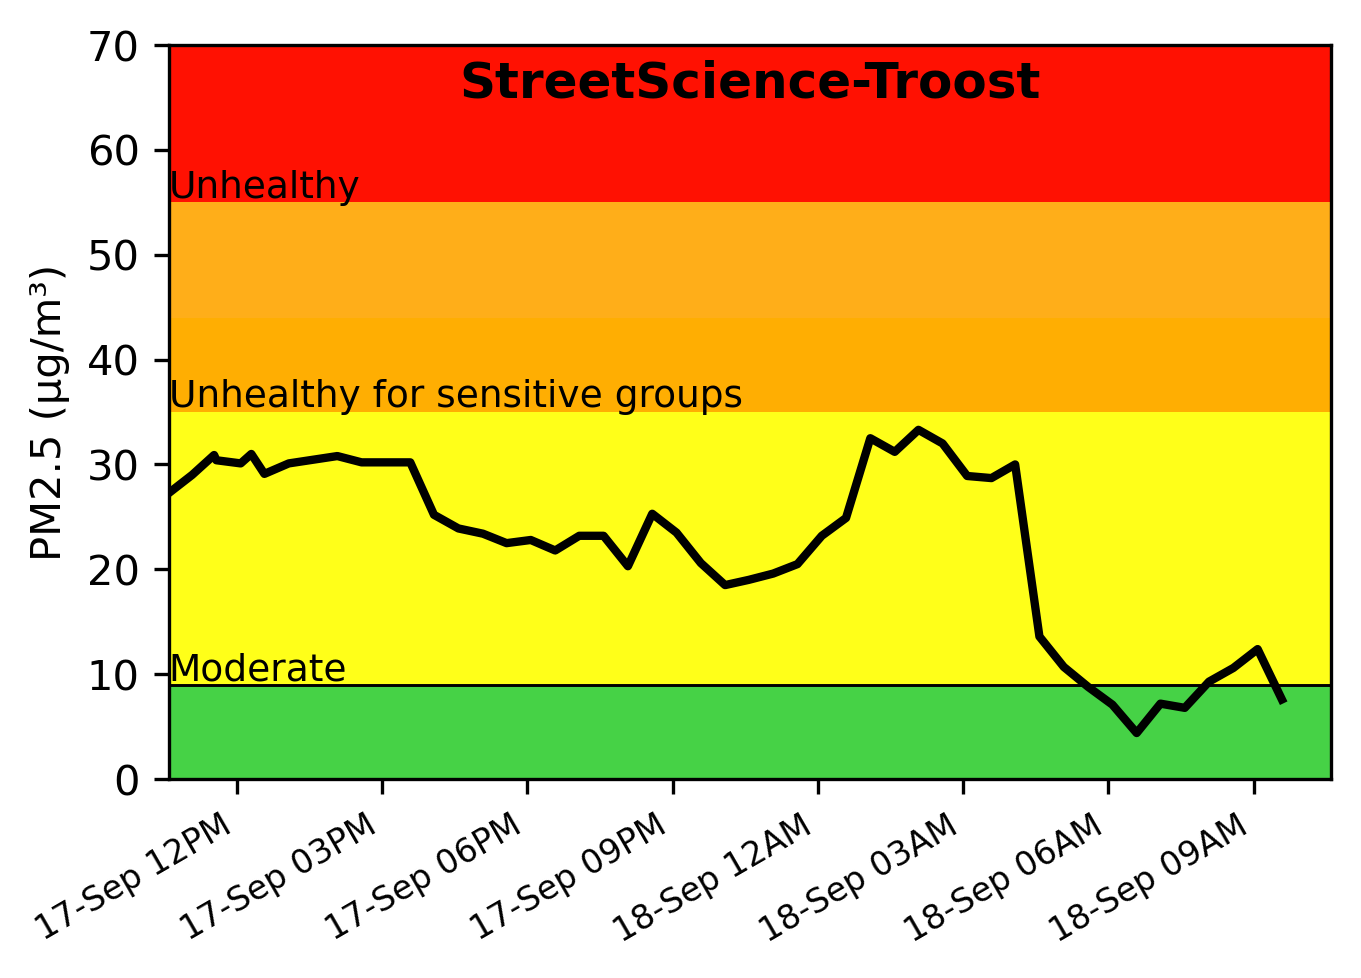 StreetScience-Troost
70
60
50
40
30
20
10
0
PM2.5 (µg/m³)
Unhealthy
Unhealthy for sensitive groups
Moderate
17-Sep 12PM
17-Sep 03PM
17-Sep 06PM
17-Sep 09PM
18-Sep 12AM
18-Sep 03AM
18-Sep 06AM
18-Sep 09AM